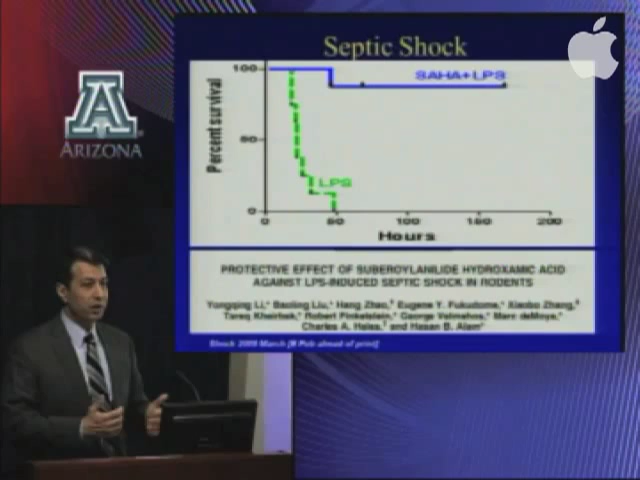 Septic Shock
100
SAHA+LPS
Percent survival
50
LPS
0
0 50 100 150 200
Hours
ARIZONA
PROTECTIVE EFFECT OF SUBEROYLANILIDE HYDROXAMIC ACID
AGAINST LPS-INDUCED SEPTIC SHOCK IN RODENTS
Yongqing Li,* Baoling Liu,* Hang Zhao,* Eugene Y. Fukudome,* Xiaobo Zhang,
Tareq Kheirbek,* Robert Finkelstein,* George Velmahos,* Marc deMoya,*
Charles A. Hales, and Hasan B. Alam*
Shock 2009 March [E Pub ahead of print]